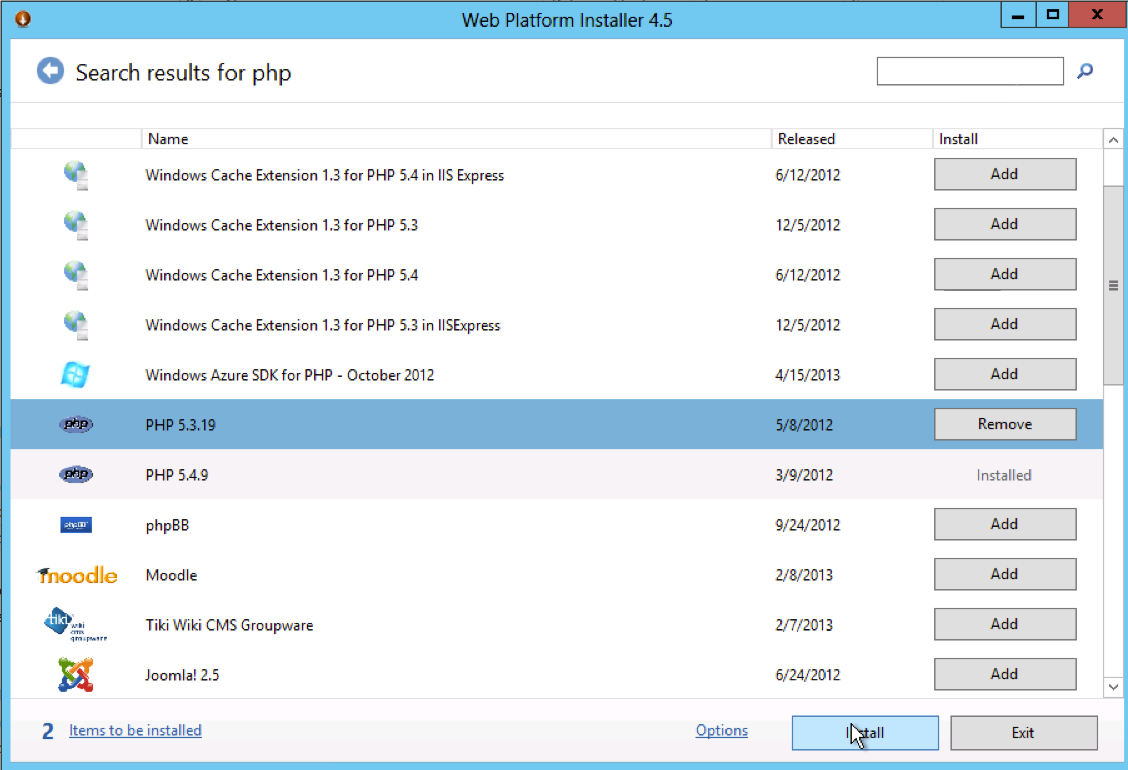 Web Platform Installer 4.5
Search results for php
Name Released Install
Windows Cache Extension 1.3 for PHP 5.4 in IIS Express 6/12/2012 Add
Windows Cache Extension 1.3 for PHP 5.3 12/5/2012 Add
Windows Cache Extension 1.3 for PHP 5.4 6/12/2012 Add
Windows Cache Extension 1.3 for PHP 5.3 in IISExpress 12/5/2012 Add
Windows Azure SDK for PHP - October 2012 4/15/2013 Add
php PHP 5.3.19 5/8/2012 Remove
php PHP 5.4.9 3/9/2012 Installed
phpBB phpBB 9/24/2012 Add
moodle Moodle 2/8/2013 Add
tiki wiki cms groupware Tiki Wiki CMS Groupware 2/7/2013 Add
Joomla! 2.5 6/24/2012 Add
2 Items to be installed Options Install Exit